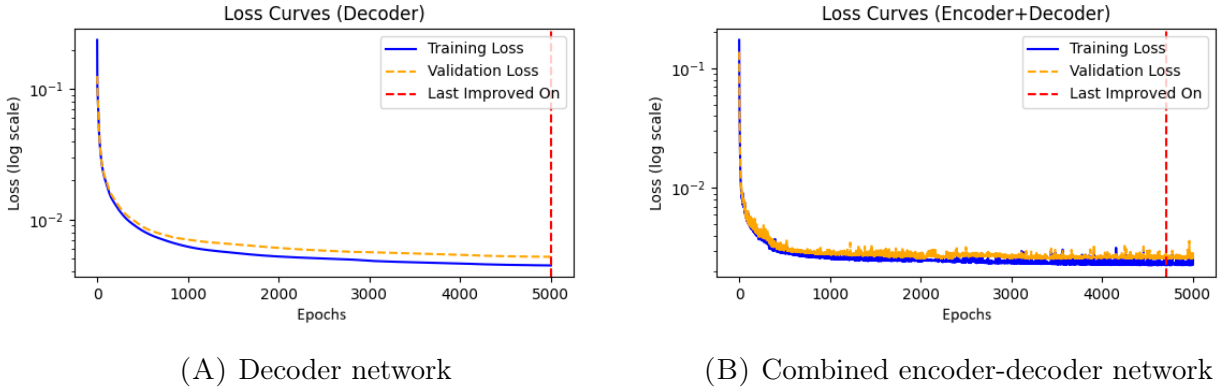 Loss Curves (Decoder)
Training Loss
Validation Loss
Last Improved On
Loss (log scale)
10⁻¹
10⁻²
0 1000 2000 3000 4000 5000
Epochs
(A) Decoder network
Loss Curves (Encoder+Decoder)
Training Loss
Validation Loss
Last Improved On
Loss (log scale)
10⁻¹
10⁻²
0 1000 2000 3000 4000 5000
Epochs
(B) Combined encoder-decoder network